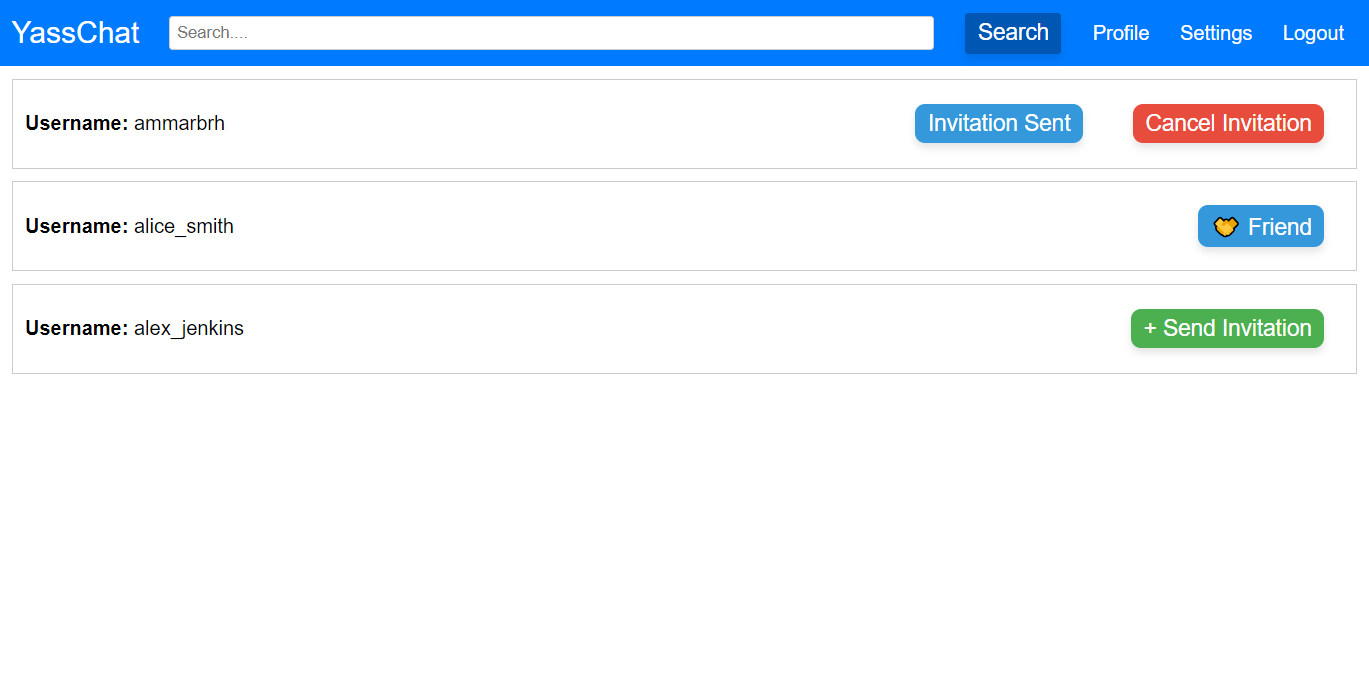 YassChat Search.... Search Profile Settings Logout
Username: ammarbrh Invitation Sent Cancel Invitation
Username: alice_smith Friend
Username: alex_jenkins + Send Invitation